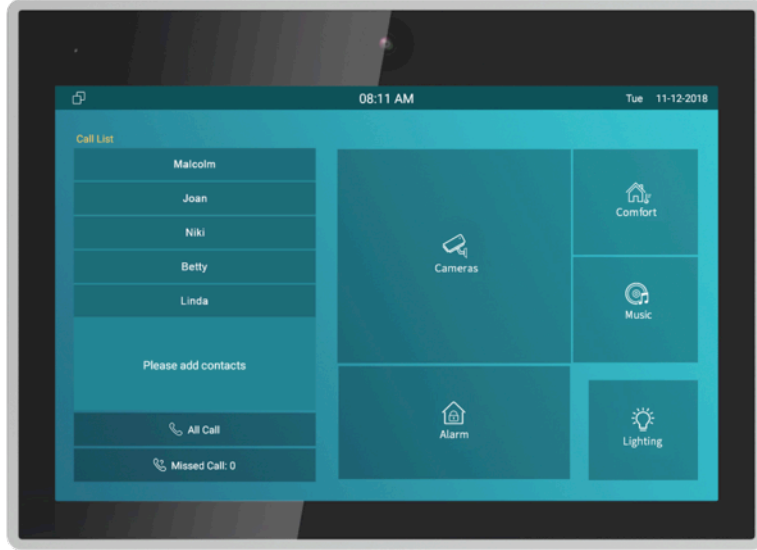 08:11 AM
Tue 11-12-2018
Call List
Malcolm
Joan
Niki
Betty
Linda
Please add contacts
All Call
Missed Call: 0
Cameras
Alarm
Comfort
Music
Lighting